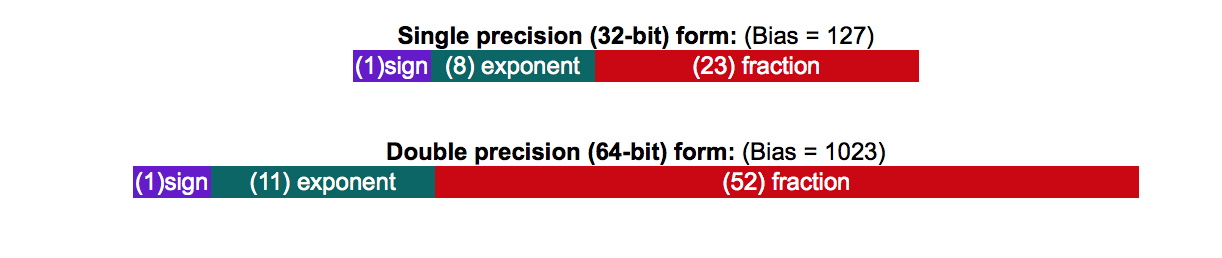 Single precision (32-bit) form: (Bias = 127)
(1)sign (8) exponent (23) fraction
Double precision (64-bit) form: (Bias = 1023)
(1)sign (11) exponent (52) fraction